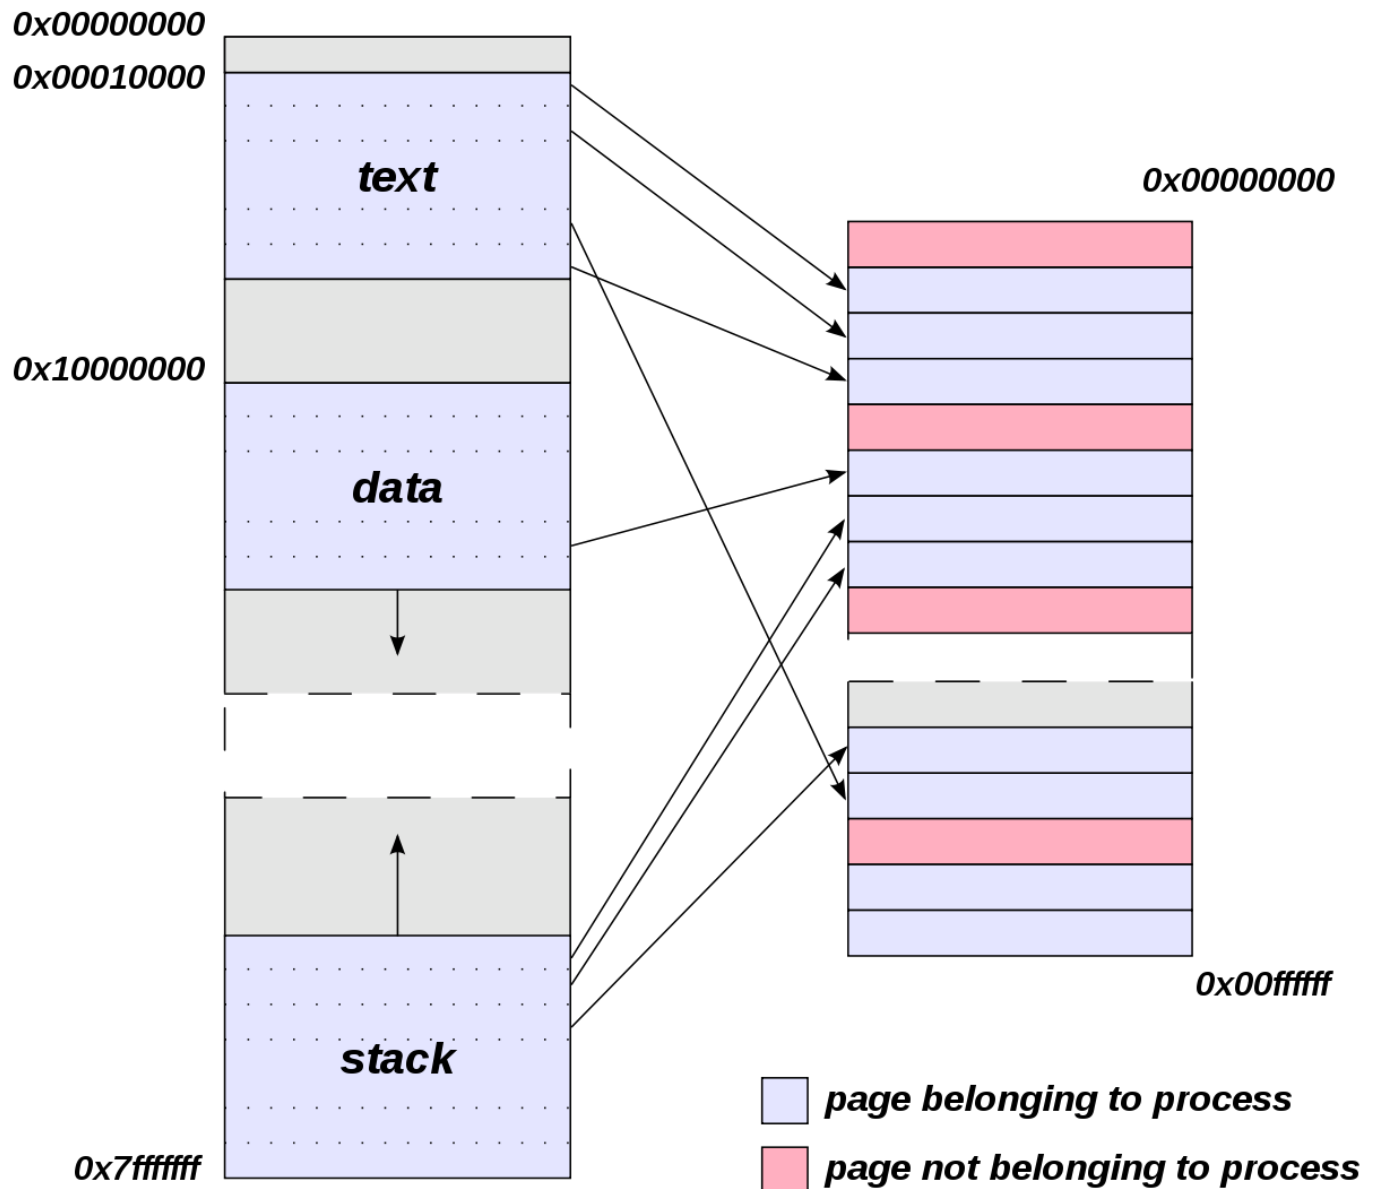 0x00000000
0x00010000
text
0x00000000
0x10000000
data
0x00ffffff
stack
page belonging to process
0x7fffffff
page not belonging to process